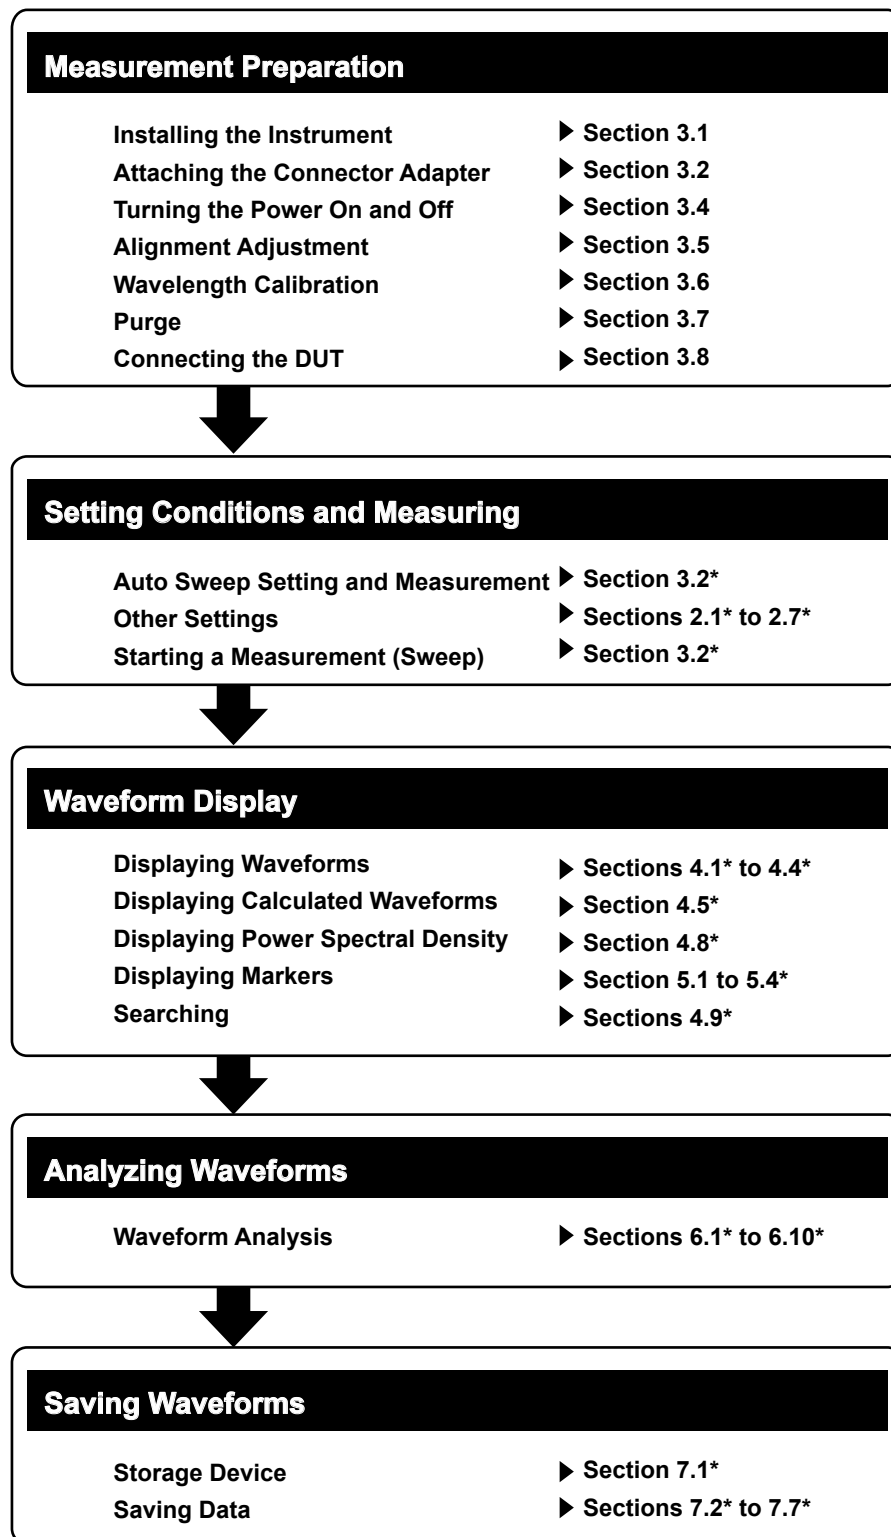 Measurement Preparation
Installing the Instrument Section 3.1
Attaching the Connector Adapter Section 3.2
Turning the Power On and Off Section 3.4
Alignment Adjustment Section 3.5
Wavelength Calibration Section 3.6
Purge Section 3.7
Connecting the DUT Section 3.8
Setting Conditions and Measuring
Auto Sweep Setting and Measurement Section 3.2*
Other Settings Sections 2.1* to 2.7*
Starting a Measurement (Sweep) Section 3.2*
Waveform Display
Displaying Waveforms Sections 4.1* to 4.4*
Displaying Calculated Waveforms Section 4.5*
Displaying Power Spectral Density Section 4.8*
Displaying Markers Section 5.1 to 5.4*
Searching Sections 4.9*
Analyzing Waveforms
Waveform Analysis Sections 6.1* to 6.10*
Saving Waveforms
Storage Device Section 7.1*
Saving Data Sections 7.2* to 7.7*